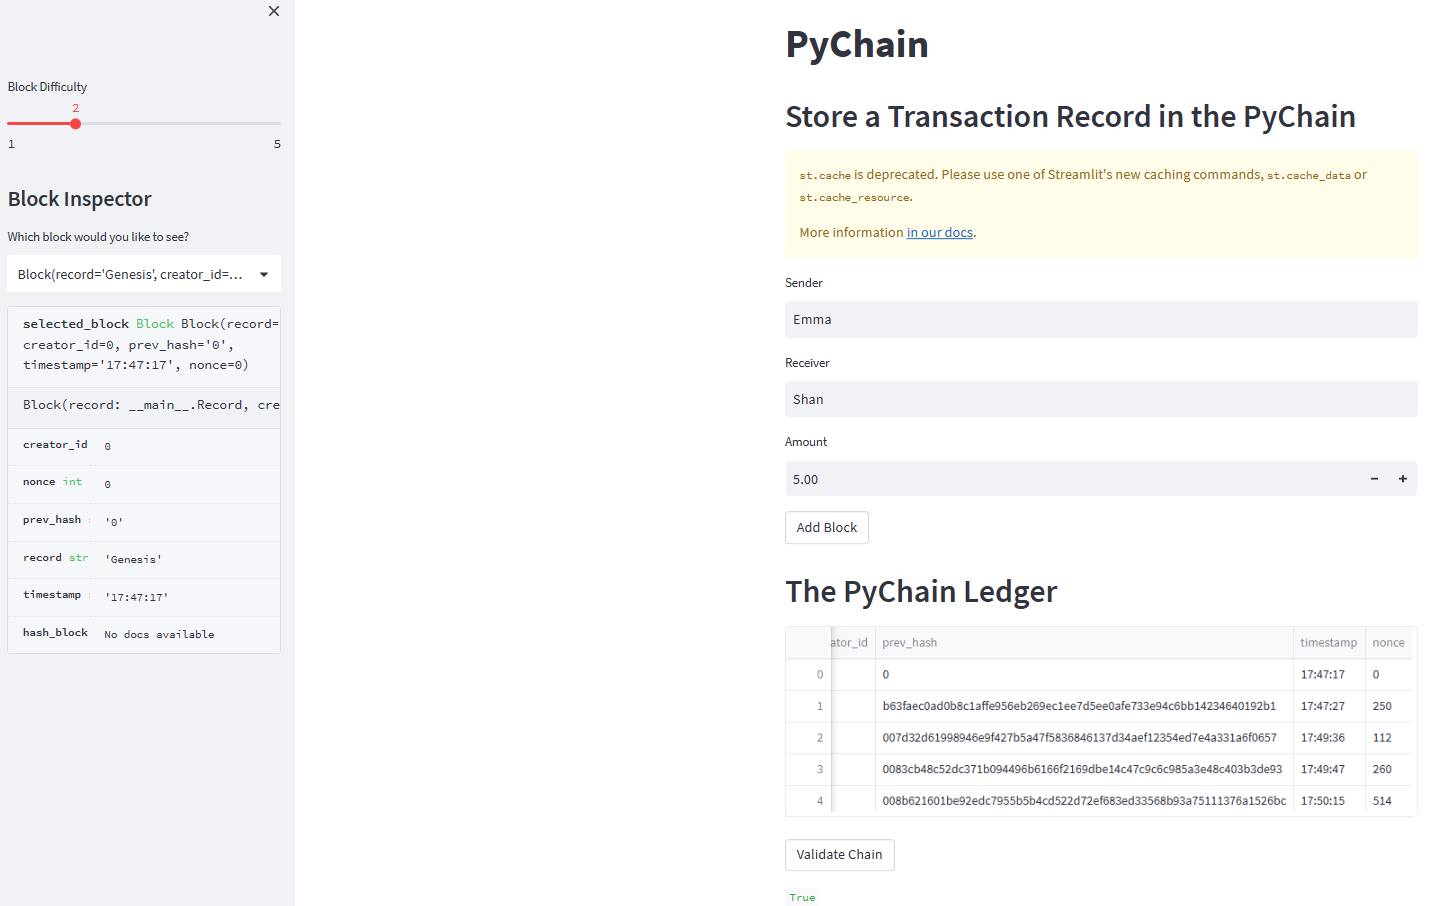 Block Difficulty
2
1 5
Block Inspector
Which block would you like to see?
Block(record='Genesis', creator_id=...
selected_block Block Block(record=
creator_id=0, prev_hash='0',
timestamp='17:47:17', nonce=0)
Block(record: __main__.Record, cre
creator_id 0
nonce int 0
prev_hash '0'
record str 'Genesis'
timestamp '17:47:17'
hash_block No docs available
PyChain
Store a Transaction Record in the PyChain
st.cache is deprecated. Please use one of Streamlit's new caching commands, st.cache_data or
st.cache_resource.
More information in our docs.
Sender
Emma
Receiver
Shan
Amount
5.00 − +
Add Block
The PyChain Ledger
ator_id prev_hash timestamp nonce
0 0 17:47:17 0
1 b63faec0ad0b8c1affe956eb269ec1ee7d5ee0afe733e94c6bb14234640192b1 17:47:27 250
2 007d32d61998946e9f427b5a47f5836846137d34aef12354ed7e4a331a6f0657 17:49:36 112
3 0083cb48c52dc371b094496b6166f2169dbe14c47c9c6c985a3e48c403b3de93 17:49:47 260
4 008b621601be92edc7955b5b4cd522d72ef683ed33568b93a75111376a1526bc 17:50:15 514
Validate Chain
True